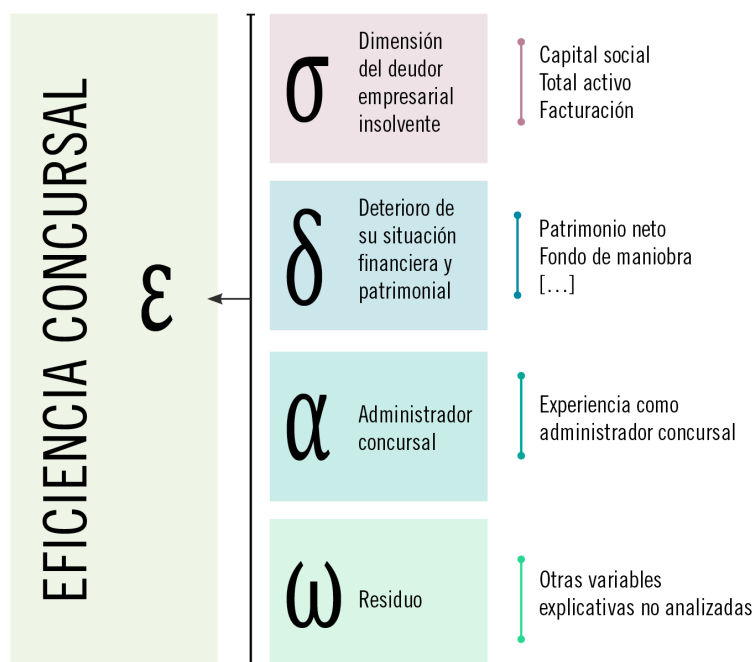 EFICIENCIA CONCURSAL
ε
σ
Dimensión
del deudor
empresarial
insolvente
Capital social
Total activo
Facturación
δ
Deterioro de
su situación
financiera y
patrimonial
Patrimonio neto
Fondo de maniobra
[…]
α
Administrador
concursal
Experiencia como
administrador concursal
ω
Residuo
Otras variables
explicativas no analizadas